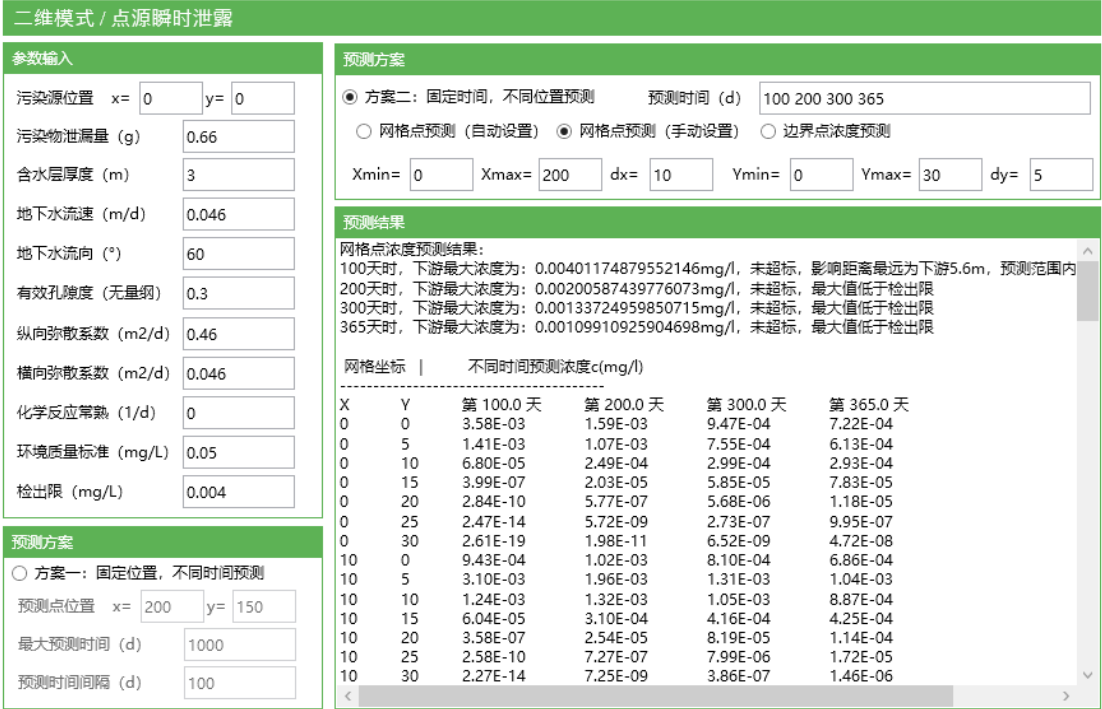 二维模式 / 点源瞬时泄露
参数输入
污染源位置 x= 0 y= 0
污染物泄漏量 (g) 0.66
含水层厚度 (m) 3
地下水流速 (m/d) 0.046
地下水流向 (°) 60
有效孔隙度 (无量纲) 0.3
纵向弥散系数 (m2/d) 0.46
横向弥散系数 (m2/d) 0.046
化学反应常熟 (1/d) 0
环境质量标准 (mg/L) 0.05
检出限 (mg/L) 0.004
预测方案
方案一：固定位置，不同时间预测
预测点位置 x= 200 y= 150
最大预测时间 (d) 1000
预测时间间隔 (d) 100
预测方案
方案二：固定时间，不同位置预测 预测时间 (d) 100 200 300 365
网格点预测 (自动设置) 网格点预测 (手动设置) 边界点浓度预测
Xmin= 0 Xmax= 200 dx= 10 Ymin= 0 Ymax= 30 dy= 5
预测结果
网格点浓度预测结果：
100天时，下游最大浓度为：0.00401174879552146mg/l，未超标，影响距离最远为下游5.6m，预测范围内
200天时，下游最大浓度为：0.00200587439776073mg/l，未超标，最大值低于检出限
300天时，下游最大浓度为：0.00133724959850715mg/l，未超标，最大值低于检出限
365天时，下游最大浓度为：0.00109910925904698mg/l，未超标，最大值低于检出限
网格坐标 | 不同时间预测浓度c(mg/l)
----------------------------------------
X Y 第 100.0 天 第 200.0 天 第 300.0 天 第 365.0 天
0 0 3.58E-03 1.59E-03 9.47E-04 7.22E-04
0 5 1.41E-03 1.07E-03 7.55E-04 6.13E-04
0 10 6.80E-05 2.49E-04 2.99E-04 2.93E-04
0 15 3.99E-07 2.03E-05 5.85E-05 7.83E-05
0 20 2.84E-10 5.77E-07 5.68E-06 1.18E-05
0 25 2.47E-14 5.72E-09 2.73E-07 9.95E-07
0 30 2.61E-19 1.98E-11 6.52E-09 4.72E-08
10 0 9.43E-04 1.02E-03 8.10E-04 6.86E-04
10 5 3.10E-03 1.96E-03 1.31E-03 1.04E-03
10 10 1.24E-03 1.32E-03 1.05E-03 8.87E-04
10 15 6.04E-05 3.10E-04 4.16E-04 4.25E-04
10 20 3.58E-07 2.54E-05 8.19E-05 1.14E-04
10 25 2.58E-10 7.27E-07 7.99E-06 1.72E-05
10 30 2.27E-14 7.25E-09 3.86E-07 1.46E-06